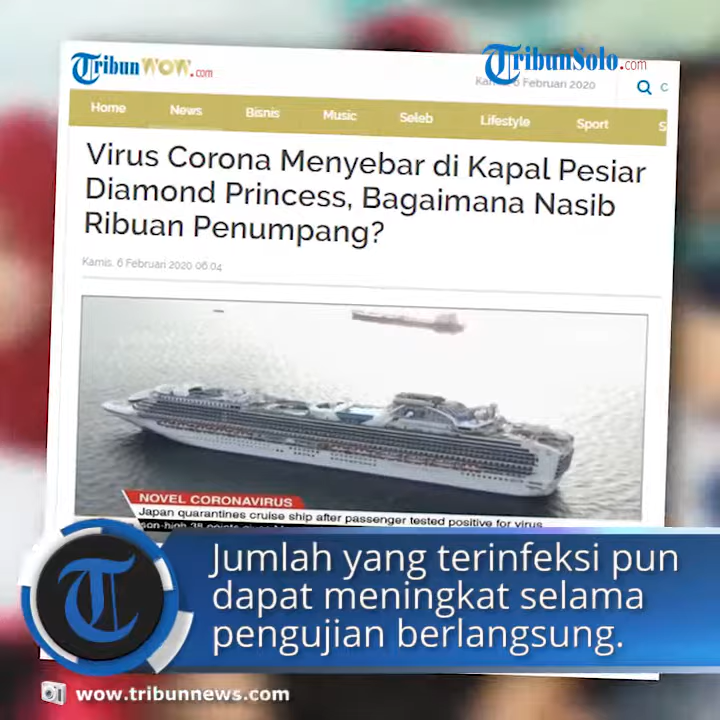 TribunWOW.com
TribunSolo.com
Kamis, 6 Februari 2020
Home News Bisnis Music Seleb Lifestyle Sport S
Virus Corona Menyebar di Kapal Pesiar
Diamond Princess, Bagaimana Nasib
Ribuan Penumpang?
Kamis, 6 Februari 2020 06:04
NOVEL CORONAVIRUS
Japan quarantines cruise ship after passenger tested positive for virus
Jumlah yang terinfeksi pun
dapat meningkat selama
pengujian berlangsung.
wow.tribunnews.com